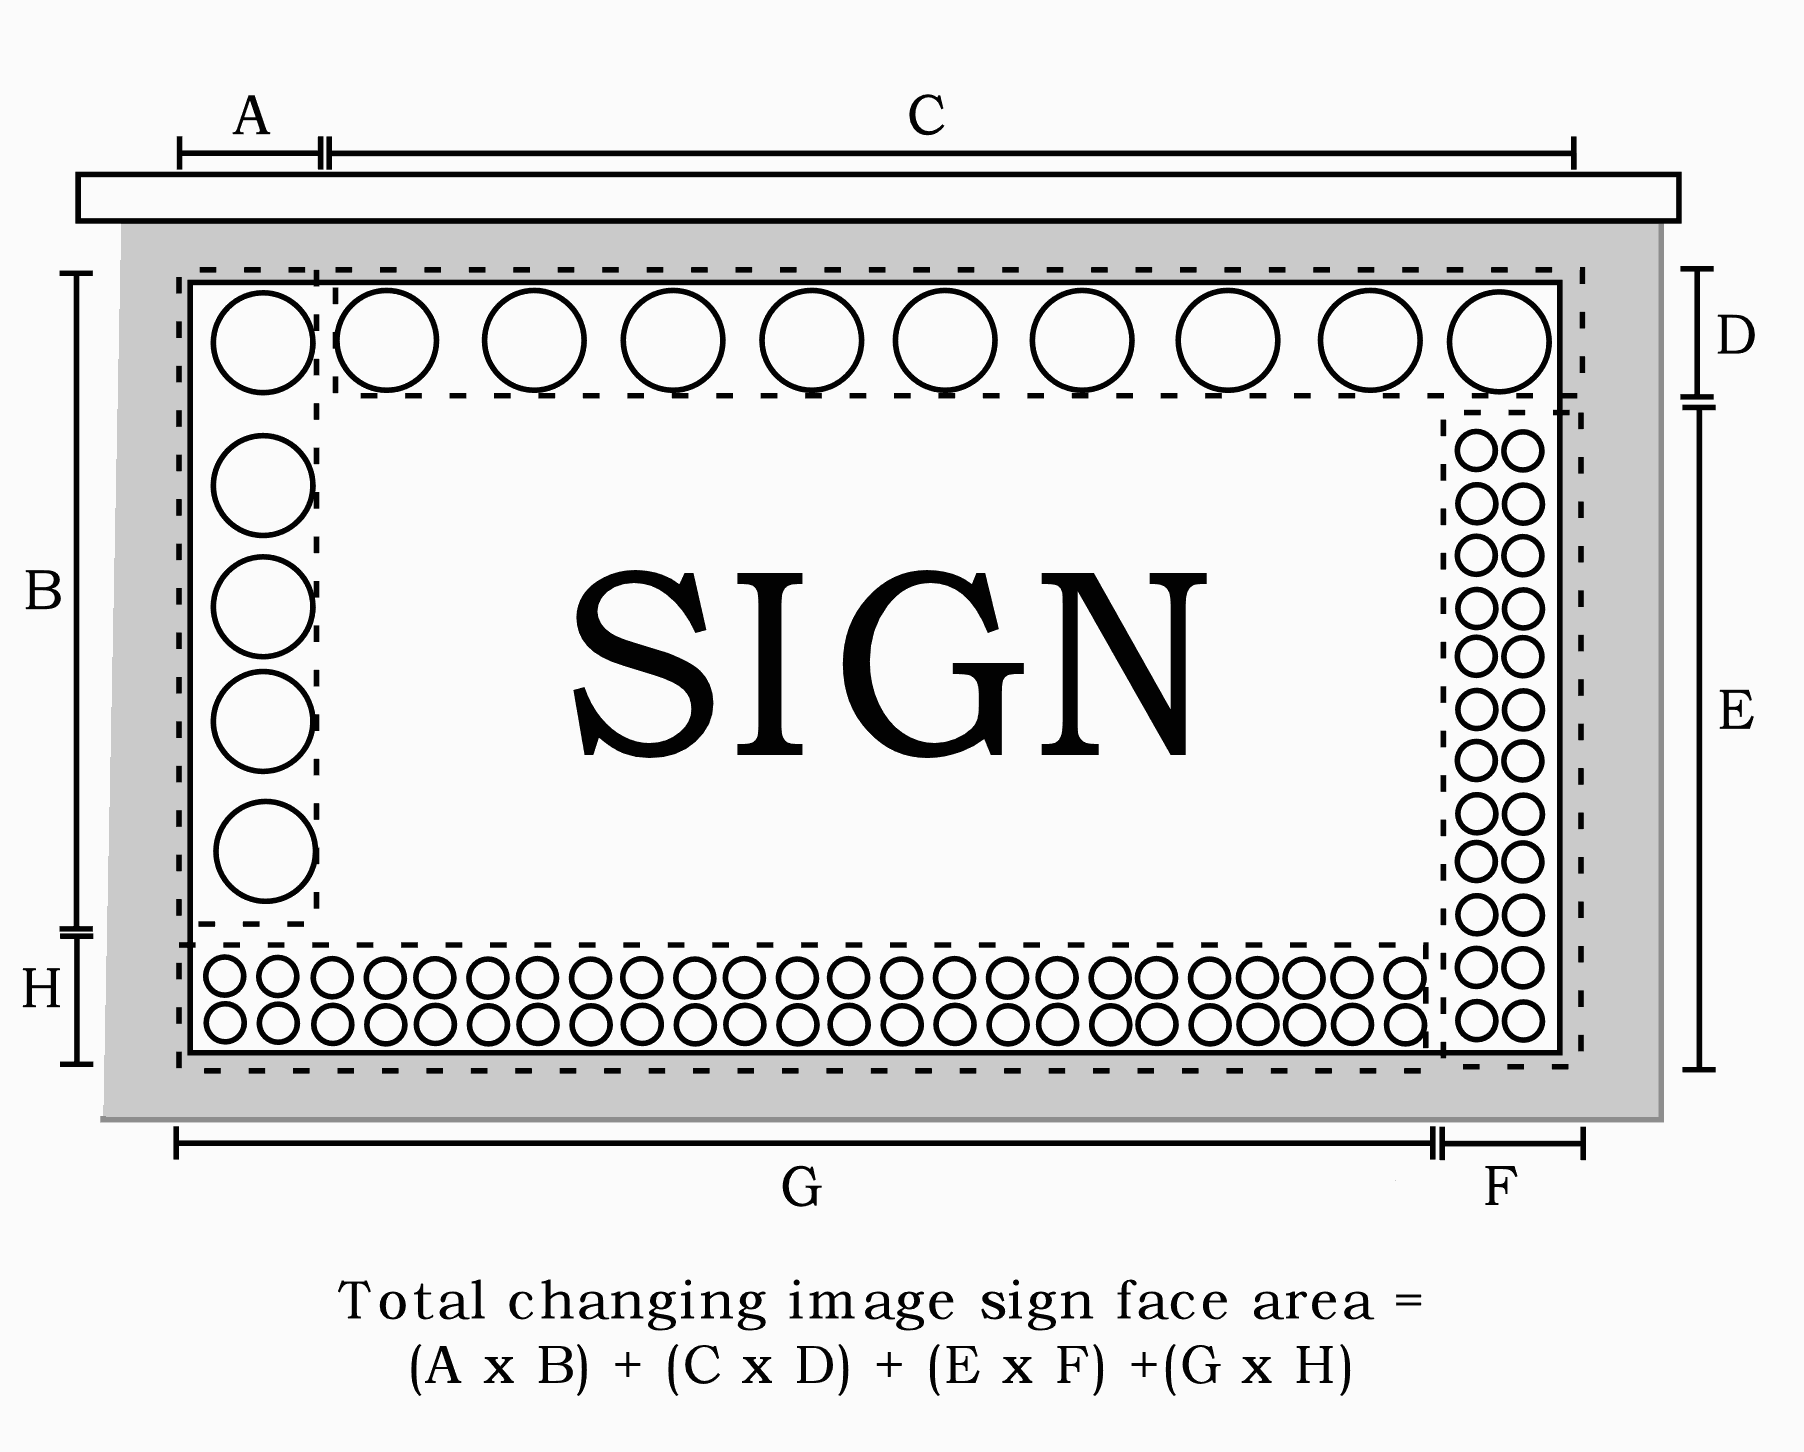 A
C
D
B
SIGN
E
H
G
F
Total changing image sign face area =
(A x B) + (C x D) + (E x F) +(G x H)